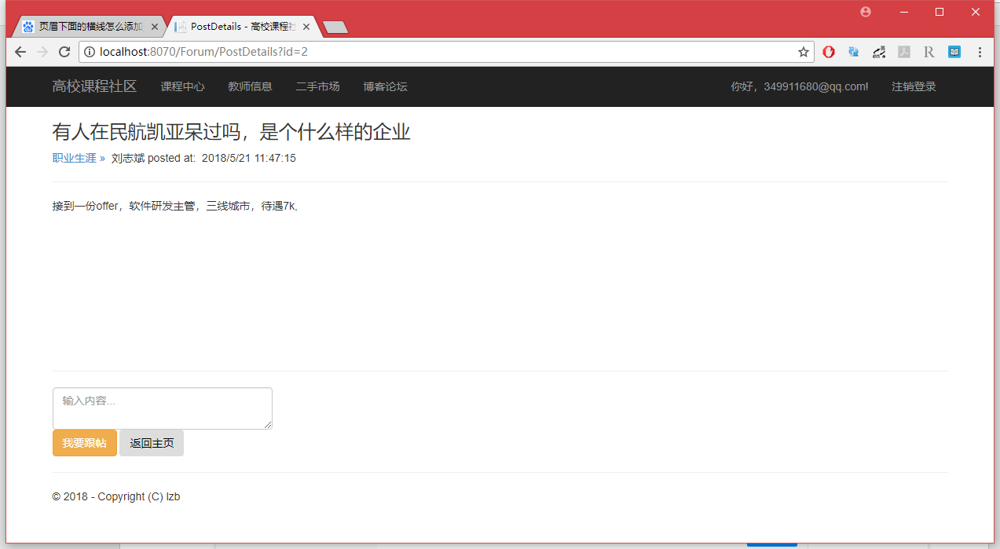 页眉下面的横线怎么添加
PostDetails - 高校课程社
localhost:8070/Forum/PostDetails?id=2
en
R
高校课程社区 课程中心 教师信息 二手市场 博客论坛 你好，349911680@qq.com! 注销登录
有人在民航凯亚呆过吗，是个什么样的企业
职业生涯 » 刘志斌 posted at: 2018/5/21 11:47:15
接到一份offer，软件研发主管，三线城市，待遇7k,
输入内容...
我要跟帖 返回主页
© 2018 - Copyright (C) lzb